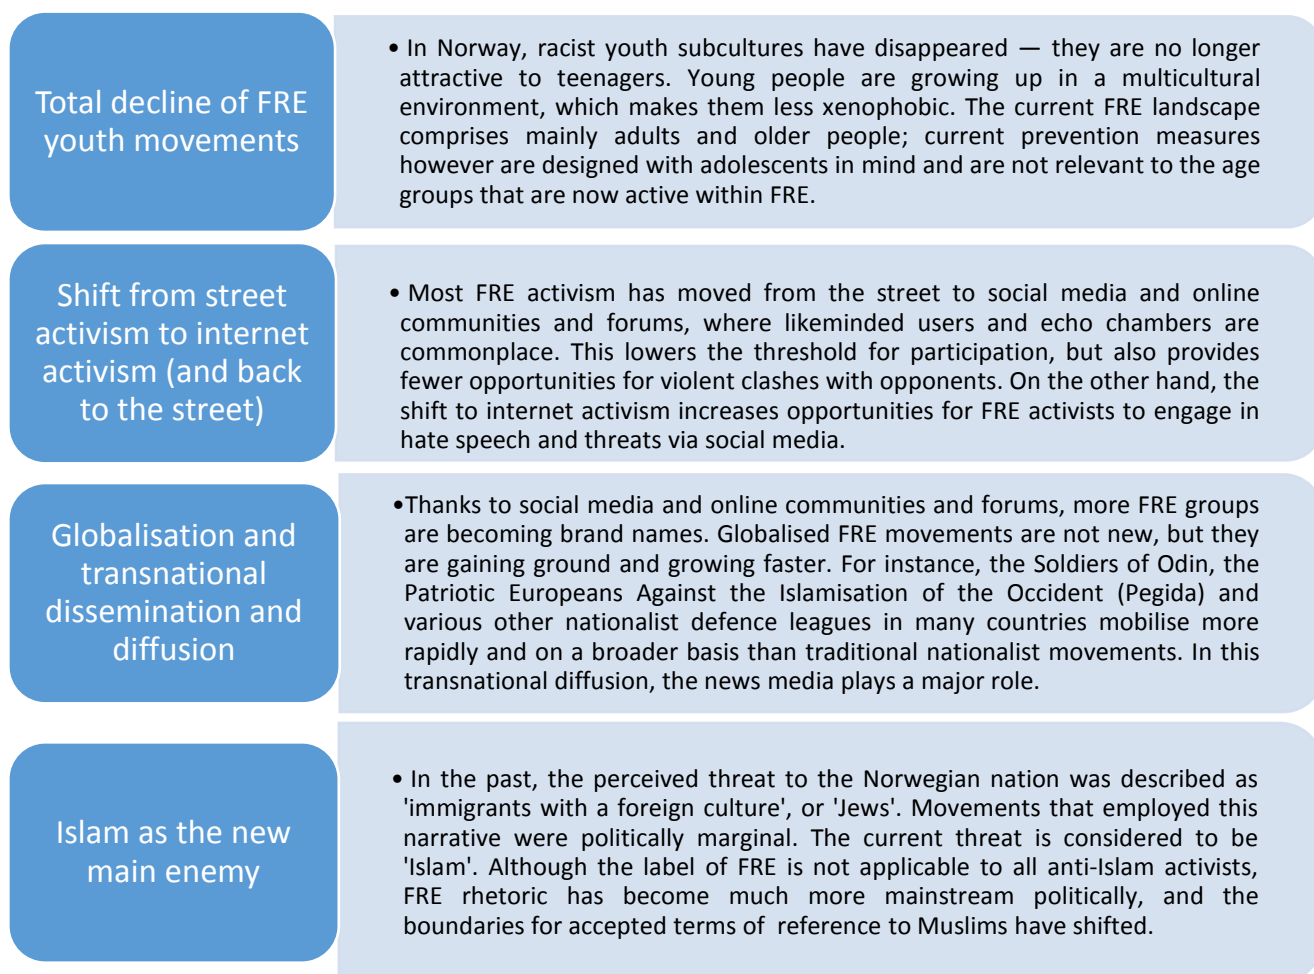 Total decline of FRE
youth movements
• In Norway, racist youth subcultures have disappeared — they are no longer
attractive to teenagers. Young people are growing up in a multicultural
environment, which makes them less xenophobic. The current FRE landscape
comprises mainly adults and older people; current prevention measures
however are designed with adolescents in mind and are not relevant to the age
groups that are now active within FRE.
Shift from street
activism to internet
activism (and back
to the street)
• Most FRE activism has moved from the street to social media and online
communities and forums, where likeminded users and echo chambers are
commonplace. This lowers the threshold for participation, but also provides
fewer opportunities for violent clashes with opponents. On the other hand, the
shift to internet activism increases opportunities for FRE activists to engage in
hate speech and threats via social media.
Globalisation and
transnational
dissemination and
diffusion
•Thanks to social media and online communities and forums, more FRE groups
are becoming brand names. Globalised FRE movements are not new, but they
are gaining ground and growing faster. For instance, the Soldiers of Odin, the
Patriotic Europeans Against the Islamisation of the Occident (Pegida) and
various other nationalist defence leagues in many countries mobilise more
rapidly and on a broader basis than traditional nationalist movements. In this
transnational diffusion, the news media plays a major role.
Islam as the new
main enemy
• In the past, the perceived threat to the Norwegian nation was described as
'immigrants with a foreign culture', or 'Jews'. Movements that employed this
narrative were politically marginal. The current threat is considered to be
'Islam'. Although the label of FRE is not applicable to all anti-Islam activists,
FRE rhetoric has become much more mainstream politically, and the
boundaries for accepted terms of reference to Muslims have shifted.